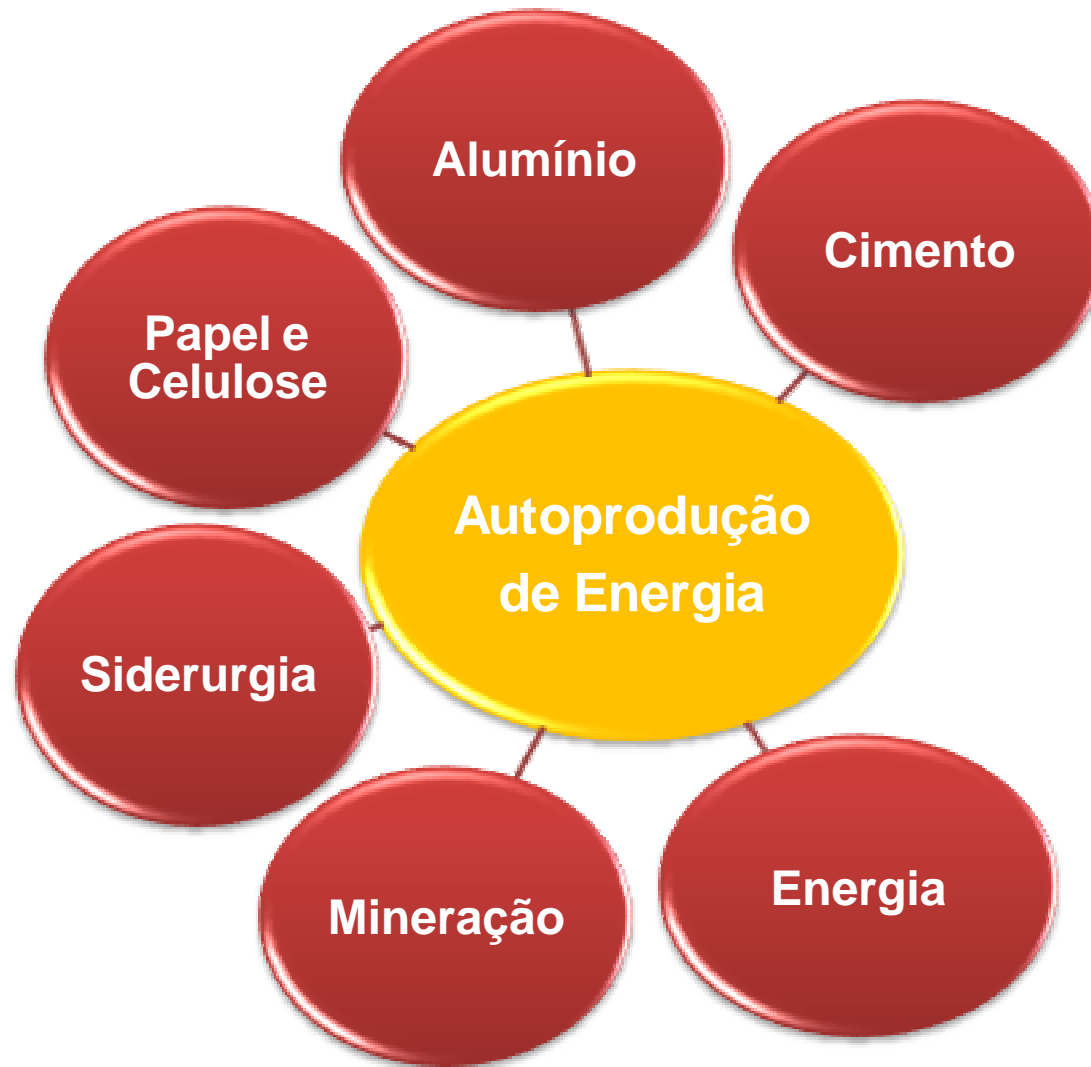 Alumínio
Cimento
Papel e
Celulose
Autoprodução
de Energia
Siderurgia
Mineração
Energia